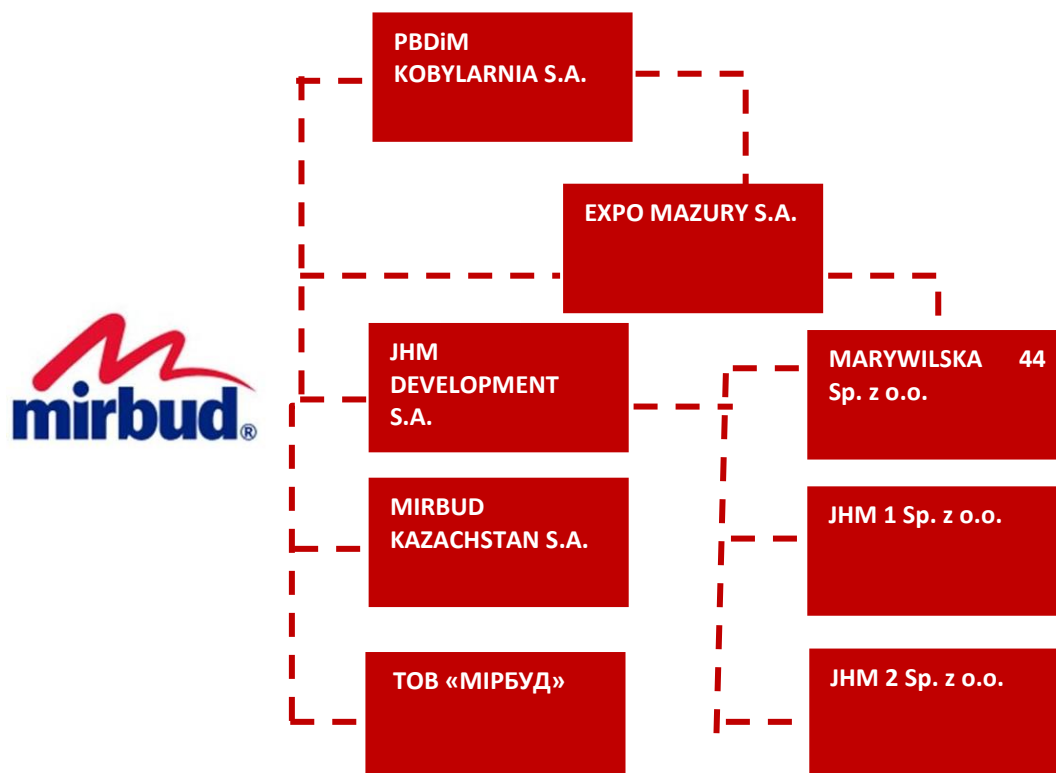 PBDiM
KOBYLARNIA S.A.
EXPO MAZURY S.A.
mirbud®
JHM
DEVELOPMENT
S.A.
MARYWILSKA 44
Sp. z o.o.
MIRBUD
KAZACHSTAN S.A.
JHM 1 Sp. z o.o.
ТОВ «МІРБУД»
JHM 2 Sp. z o.o.